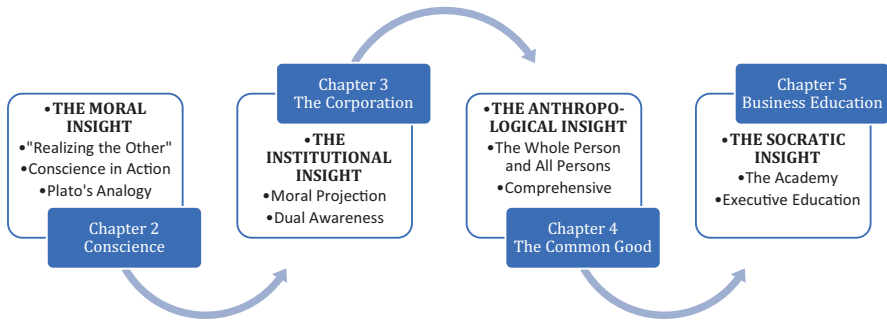 •THE MORAL
INSIGHT
•"Realizing the Other"
•Conscience in Action
•Plato's Analogy
Chapter 2
Conscience
Chapter 3
The Corporation
•THE
INSTITUTIONAL
INSIGHT
•Moral Projection
•Dual Awareness
•THE ANTHROPO-
LOGICAL INSIGHT
•The Whole Person
and All Persons
•Comprehensive
Chapter 4
The Common Good
Chapter 5
Business Education
•THE SOCRATIC
INSIGHT
•The Academy
•Executive Education